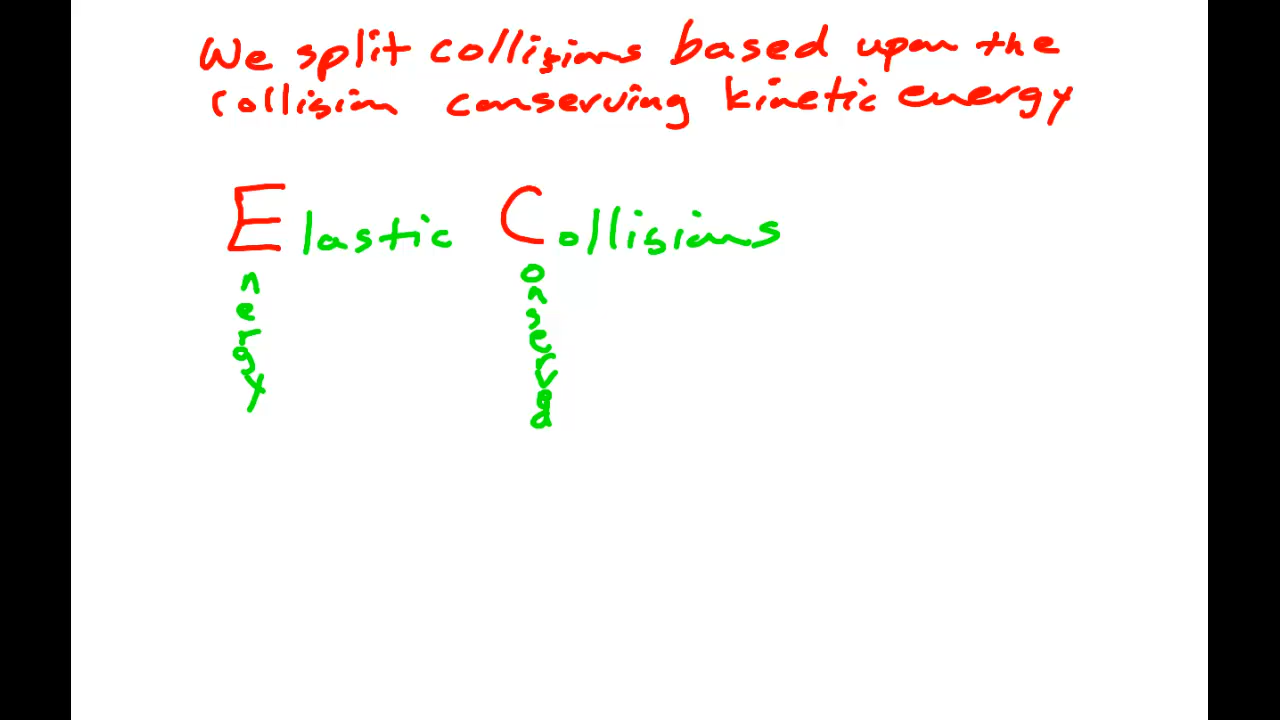 We split collisions based upon the
collision conserving kinetic energy
Elastic Collisions
nergy
onserved